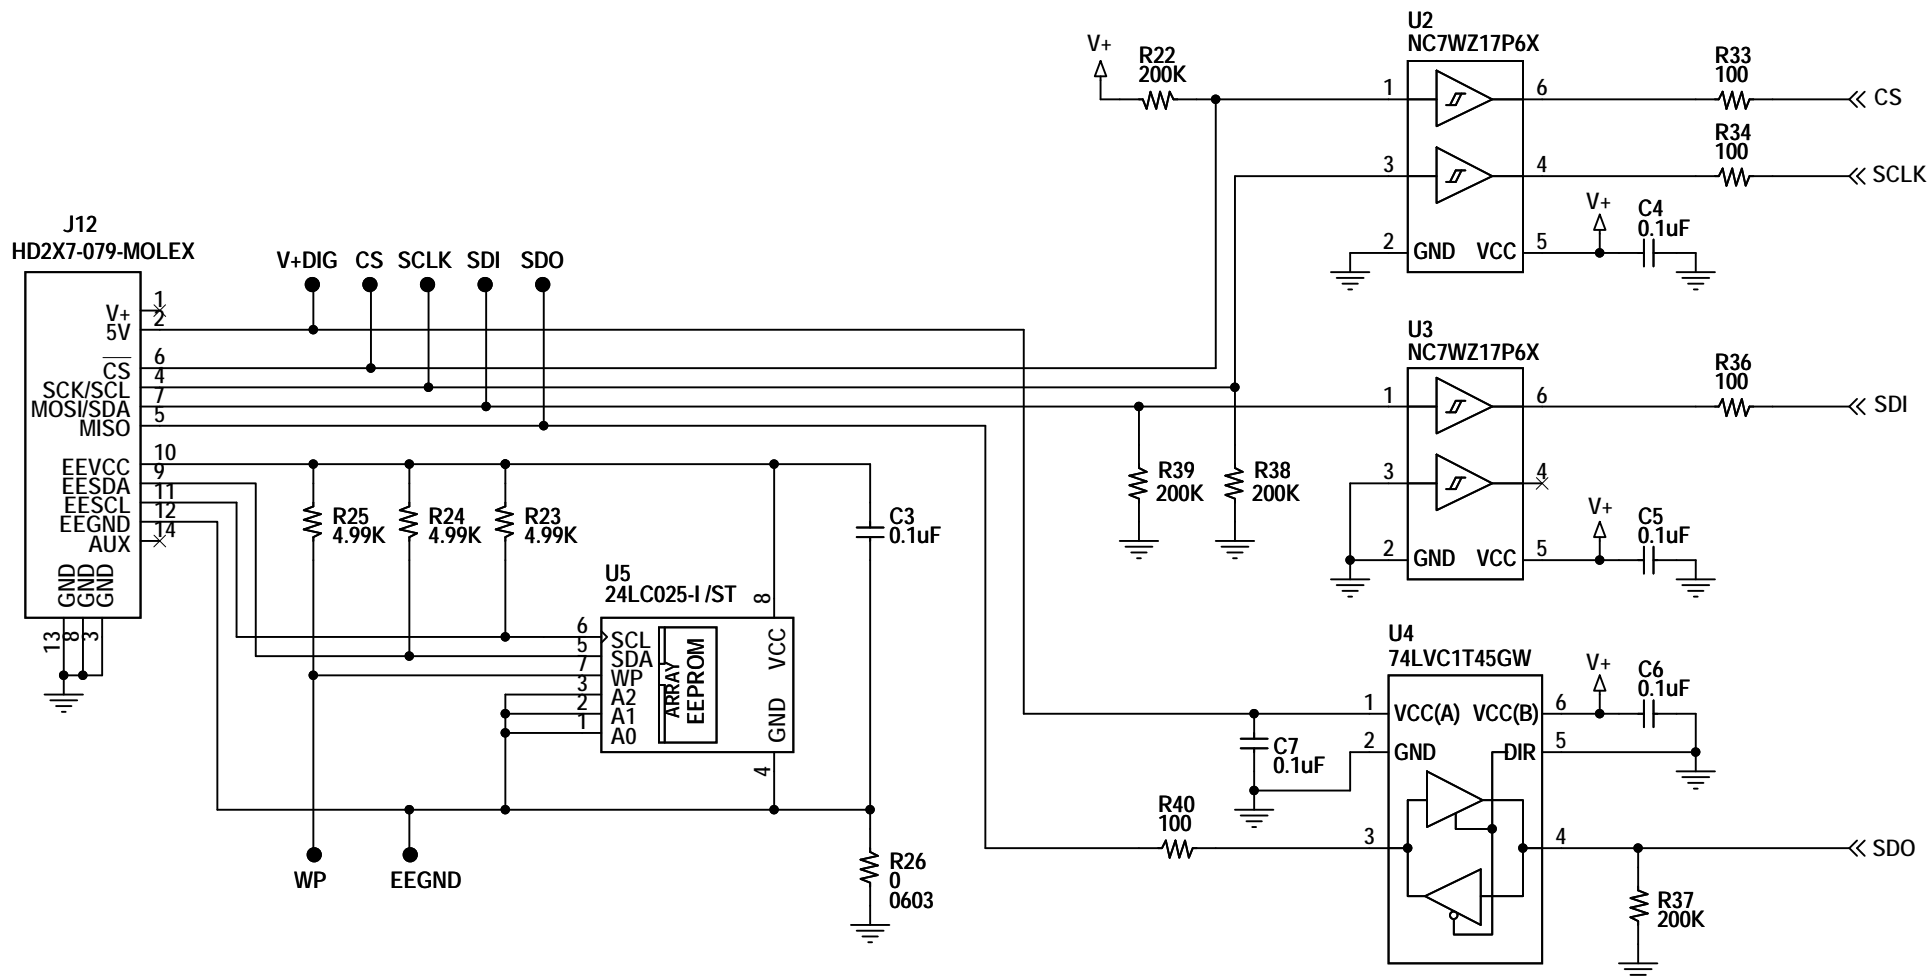 J12
HD2X7-079-MOLEX
V+
5V
CS
SCK/SCL
MOSI/SDA
MISO
EEVCC
EESDA
EESCL
EEGND
AUX
GND
GND
GND
1
2
6
4
7
5
10
9
11
12
14
13
8
3
V+DIG
CS
SCLK
SDI
SDO
R25
4.99K
R24
4.99K
R23
4.99K
C3
0.1uF
U5
24LC025-I /ST
6
5
7
3
2
1
SCL
SDA
WP
A2
A1
A0
ARRAY
EEPROM
8
VCC
GND
4
WP
EEGND
R26
0
0603
V+
R22
200K
U2
NC7WZ17P6X
1
3
2
GND
VCC
6
4
5
R33
100
CS
R34
100
SCLK
V+
C4
0.1uF
U3
NC7WZ17P6X
1
3
2
GND
VCC
6
4
5
R36
100
SDI
V+
C5
0.1uF
R39
200K
R38
200K
U4
74LVC1T45GW
1
2
3
VCC(A)
VCC(B)
GND
DIR
6
5
4
V+
C6
0.1uF
C7
0.1uF
R40
100
SDO
R37
200K